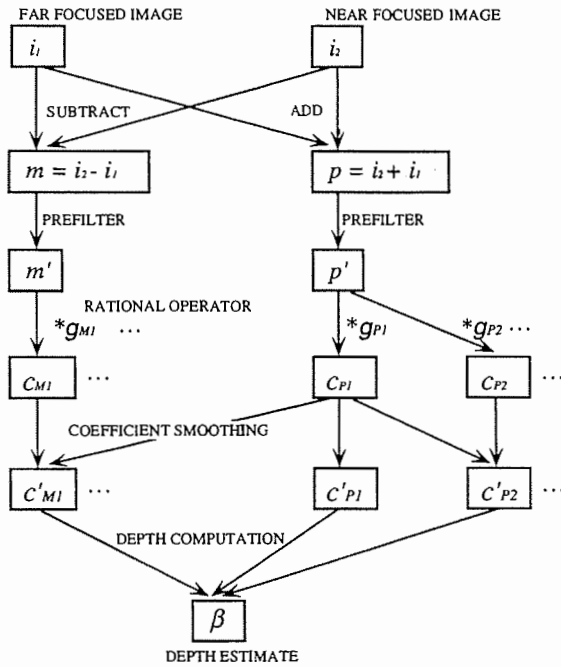 FAR FOCUSED IMAGE
NEAR FOCUSED IMAGE
i1
i2
SUBTRACT
ADD
m = i2 - i1
p = i2 + i1
PREFILTER
PREFILTER
m'
p'
RATIONAL OPERATOR
*gM1 ...
*gP1
*gP2 ...
CM1 ...
CP1
CP2 ...
COEFFICIENT SMOOTHING
C'M1 ...
C'P1
C'P2 ...
DEPTH COMPUTATION
β
DEPTH ESTIMATE